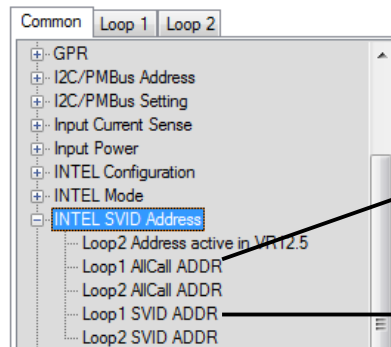 Common Loop 1 Loop 2
GPR
I2C/PMBus Address
I2C/PMBus Setting
Input Current Sense
Input Power
INTEL Configuration
INTEL Mode
INTEL SVID Address
Loop2 Address active in VR12.5
Loop1 AllCall ADDR
Loop2 AllCall ADDR
Loop1 SVID ADDR
Loop2 SVID ADDR